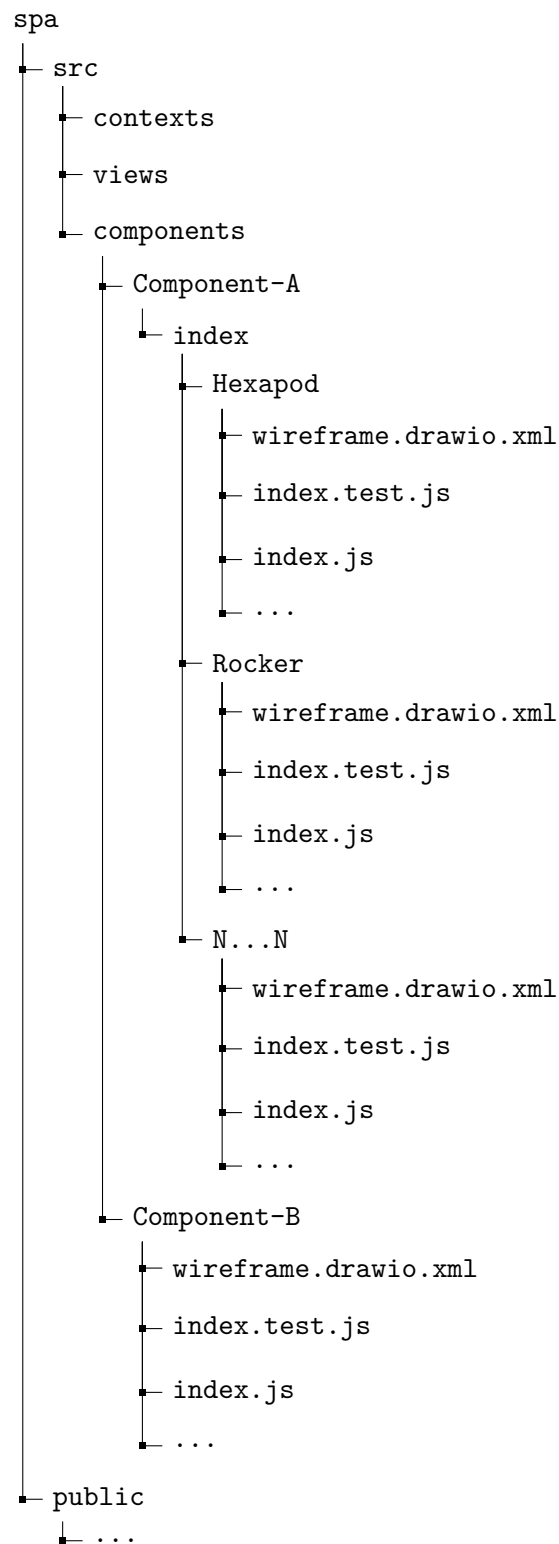 spa
src
contexts
views
components
Component-A
index
Hexapod
wireframe.drawio.xml
index.test.js
index.js
...
Rocker
wireframe.drawio.xml
index.test.js
index.js
...
N...N
wireframe.drawio.xml
index.test.js
index.js
...
Component-B
wireframe.drawio.xml
index.test.js
index.js
...
public
...